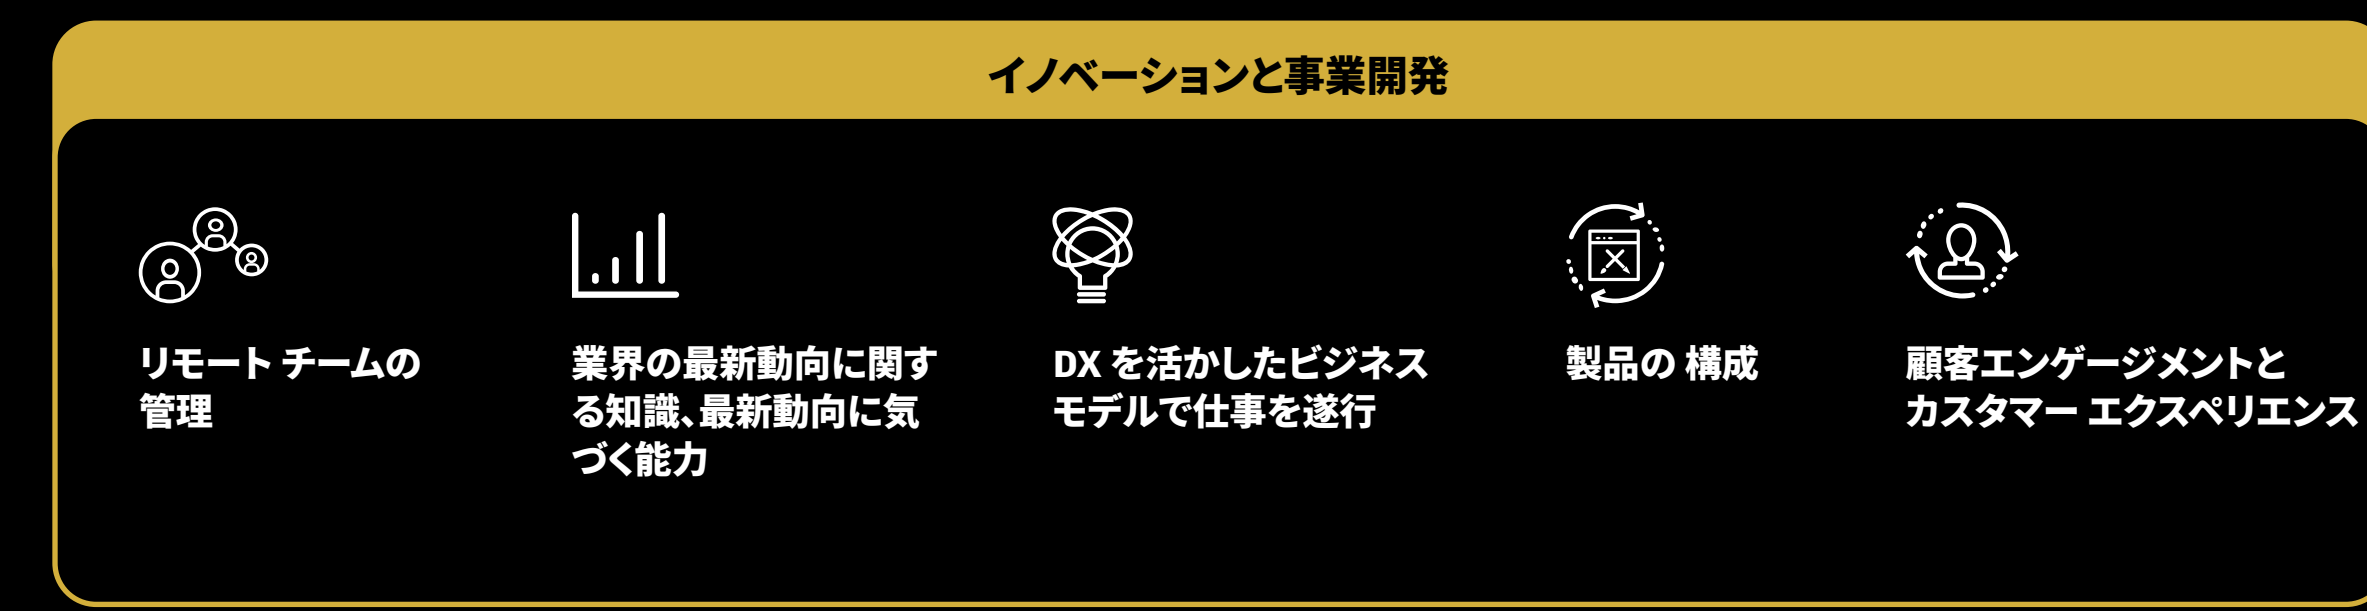 イノベーションと事業開発
リモート チームの
管理
業界の最新動向に関す
る知識、最新動向に気
づく能力
DX を活かしたビジネス
モデルで仕事を遂行
製品の 構成
顧客エンゲージメントと
カスタマー エクスペリエンス